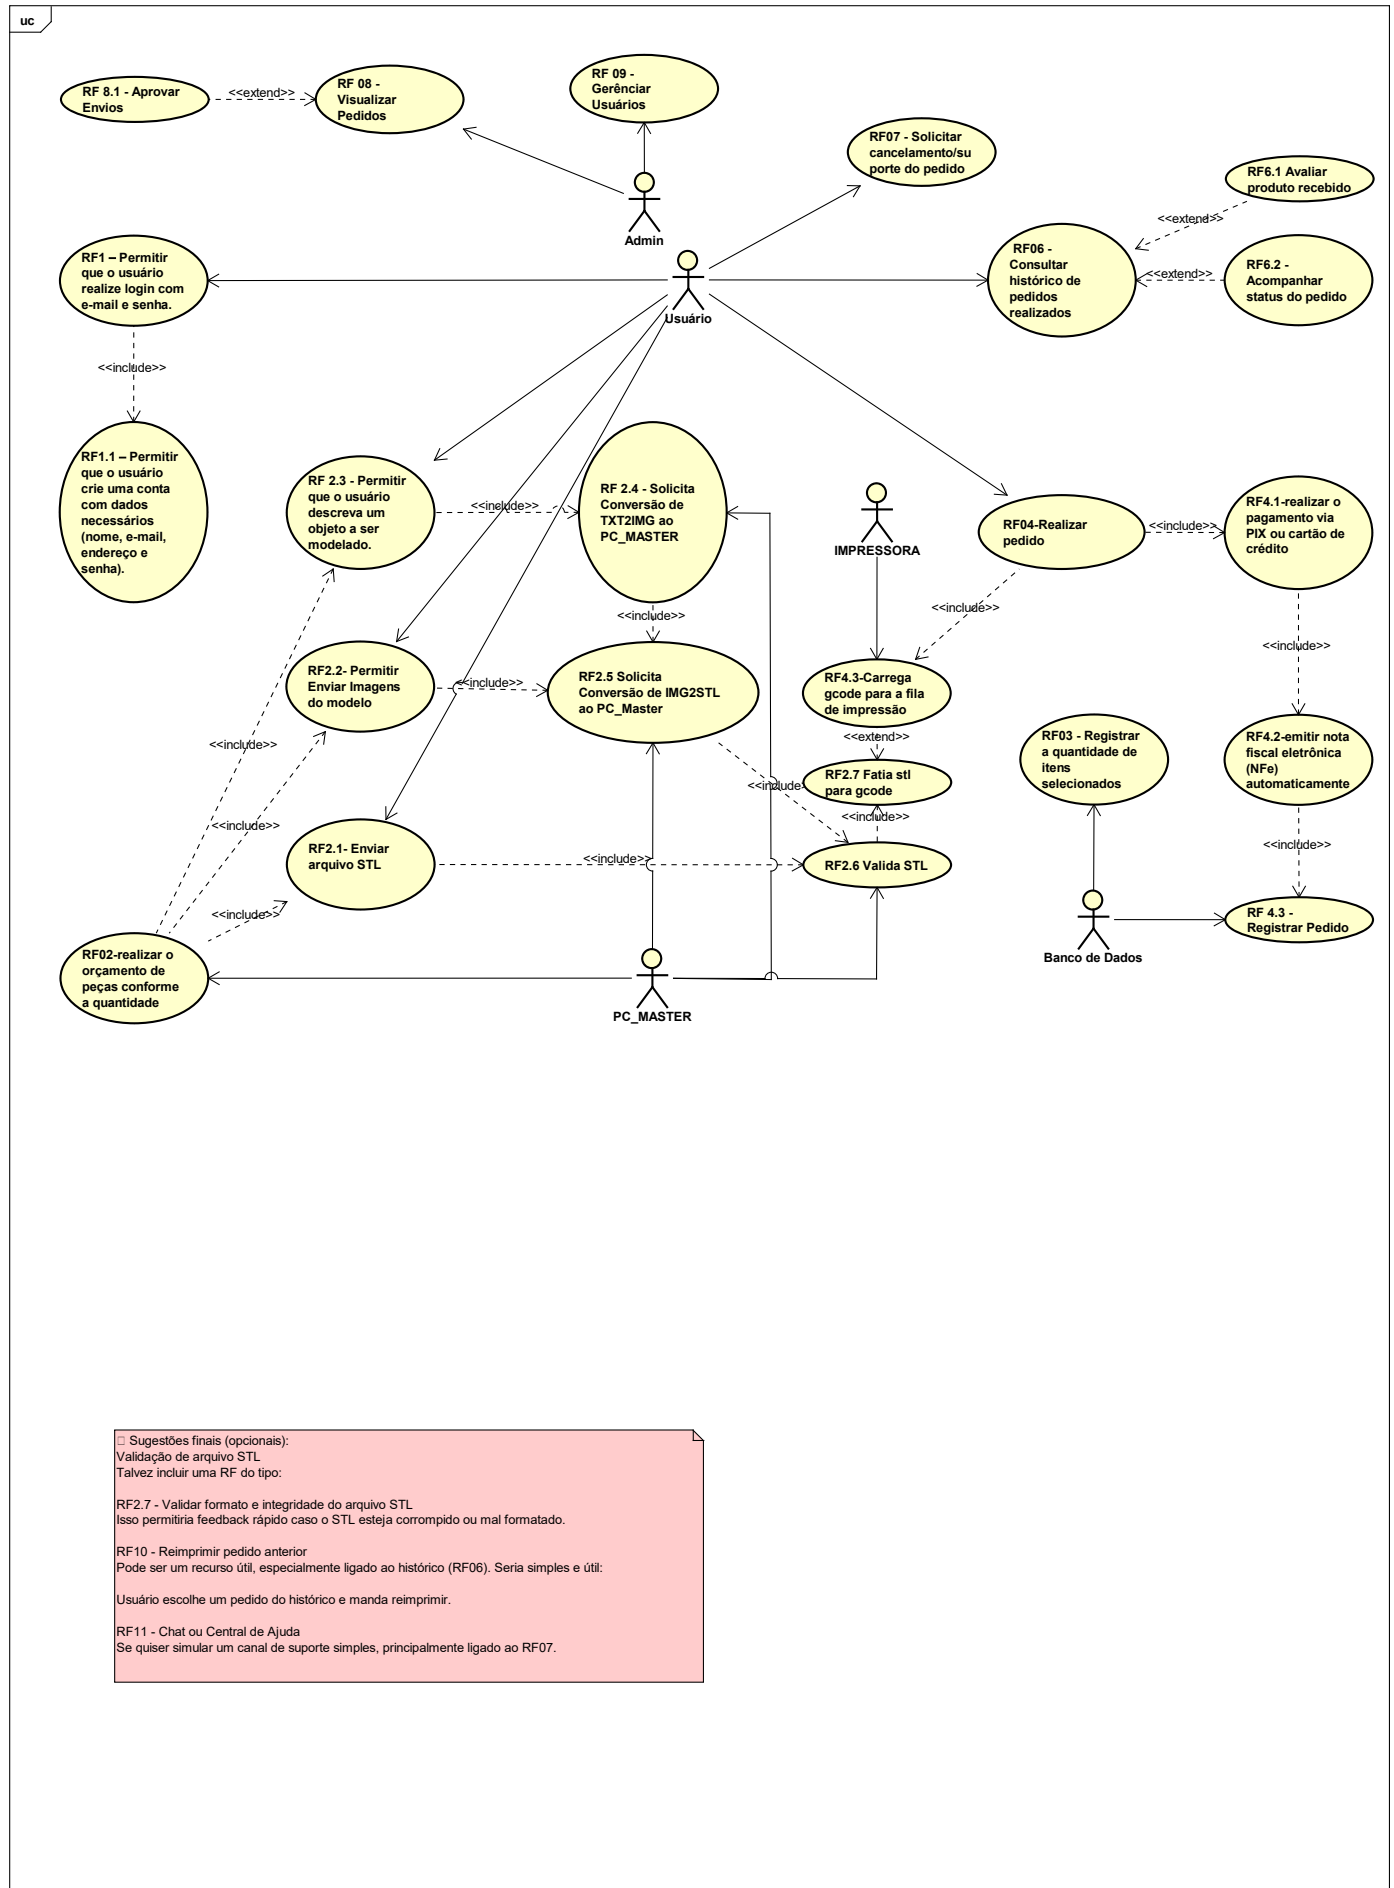 uc
RF 8.1 - Aprovar
Envios
<<extend>>
RF 08 -
Visualizar
Pedidos
RF 09 -
Gerênciar
Usuários
RF07 - Solicitar
cancelamento/su
porte do pedido
RF6.1 Avaliar
produto recebido
<<extend>>
Admin
RF1 – Permitir
que o usuário
realize login com
e-mail e senha.
Usuário
RF06 -
Consultar
histórico de
pedidos
realizados
<<extend>>
RF6.2 -
Acompanhar
status do pedido
<<include>>
RF1.1 – Permitir
que o usuário
crie uma conta
com dados
necessários
(nome, e-mail,
endereço e
senha).
RF 2.3 - Permitir
que o usuário
descreva um
objeto a ser
modelado.
<<include>>
RF 2.4 - Solicita
Conversão de
TXT2IMG ao
PC_MASTER
IMPRESSORA
RF04-Realizar
pedido
<<include>>
RF4.1-realizar o
pagamento via
PIX ou cartão de
crédito
<<include>>
<<include>>
<<include>>
RF2.2- Permitir
Enviar Imagens
do modelo
<<include>>
RF2.5 Solicita
Conversão de IMG2STL
ao PC_Master
RF4.3-Carrega
gcode para a fila
de impressão
<<include>>
<<extend>>
RF03 - Registrar
a quantidade de
itens
selecionados
RF4.2-emitir nota
fiscal eletrônica
(NFe)
automaticamente
<<include>>
RF2.7 Fatia stl
para gcode
<<include>>
<<include>>
<<include>>
RF2.1- Enviar
arquivo STL
<<include>>
RF2.6 Valida STL
<<include>>
<<include>>
RF02-realizar o
orçamento de
peças conforme
a quantidade
PC_MASTER
Banco de Dados
RF 4.3 -
Registrar Pedido
Sugestões finais (opcionais):
Validação de arquivo STL
Talvez incluir uma RF do tipo:
RF2.7 - Validar formato e integridade do arquivo STL
Isso permitiria feedback rápido caso o STL esteja corrompido ou mal formatado.
RF10 - Reimprimir pedido anterior
Pode ser um recurso útil, especialmente ligado ao histórico (RF06). Seria simples e útil:
Usuário escolhe um pedido do histórico e manda reimprimir.
RF11 - Chat ou Central de Ajuda
Se quiser simular um canal de suporte simples, principalmente ligado ao RF07.